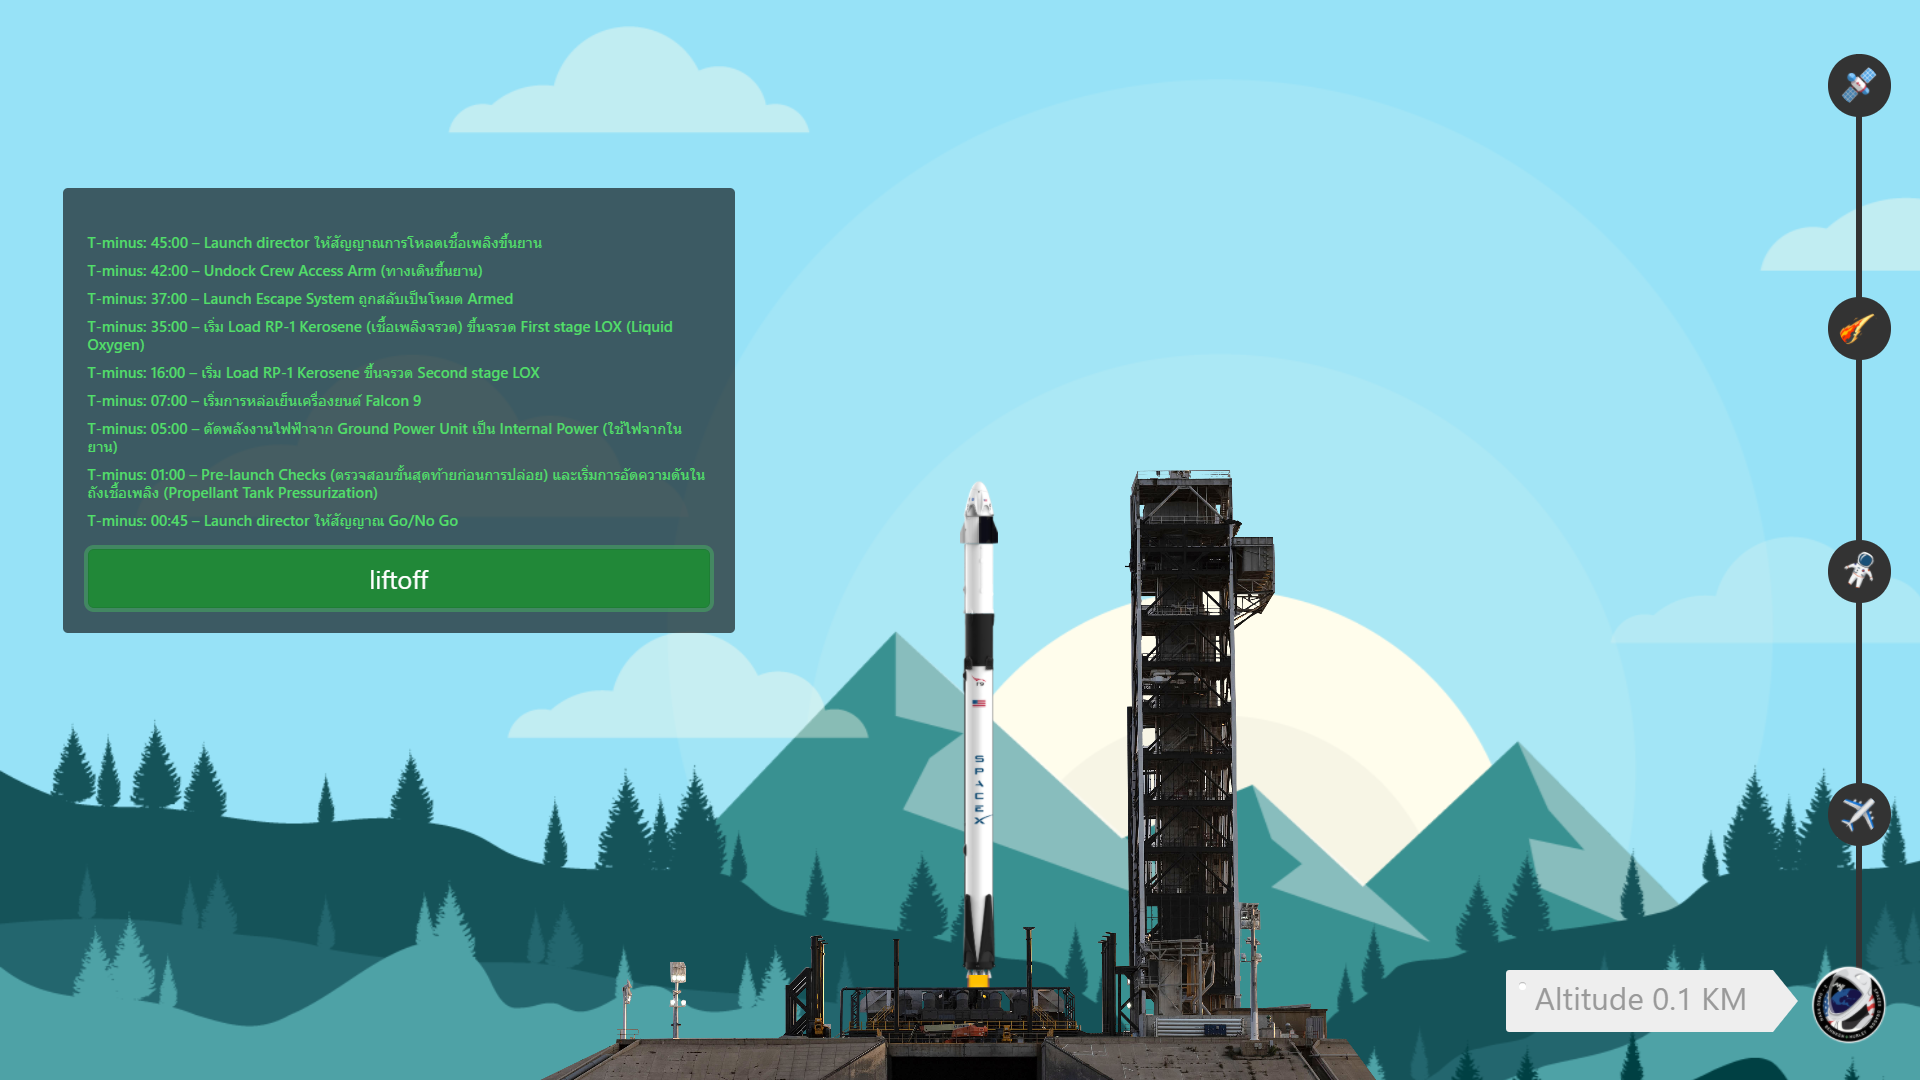 T-minus: 45:00 – Launch director ให้สัญญาณการโหลดเชื้อเพลิงขึ้นยาน
T-minus: 42:00 – Undock Crew Access Arm (ทางเดินขึ้นยาน)
T-minus: 37:00 – Launch Escape System ถูกสลับเป็นโหมด Armed
T-minus: 35:00 – เริ่ม Load RP-1 Kerosene (เชื้อเพลิงจรวด) ขึ้นจรวด First stage LOX (Liquid
Oxygen)
T-minus: 16:00 – เริ่ม Load RP-1 Kerosene ขึ้นจรวด Second stage LOX
T-minus: 07:00 – เริ่มการหล่อเย็นเครื่องยนต์ Falcon 9
T-minus: 05:00 – ตัดพลังงานไฟฟ้าจาก Ground Power Unit เป็น Internal Power (ใช้ไฟจากใน
ยาน)
T-minus: 01:00 – Pre-launch Checks (ตรวจสอบขั้นสุดท้ายก่อนการปล่อย) และเริ่มการอัดความดันใน
ถังเชื้อเพลิง (Propellant Tank Pressurization)
T-minus: 00:45 – Launch director ให้สัญญาณ Go/No Go
liftoff
SPACEX
Altitude 0.1 KM